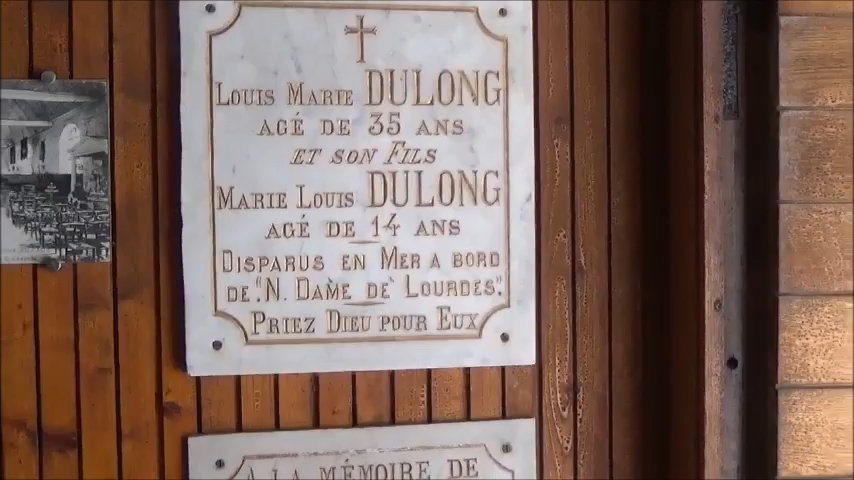 LOUIS MARIE DULONG
AGÉ DE 35 ANS
ET SON FILS
MARIE LOUIS DULONG
AGÉ DE 14 ANS
DISPARUS EN MER A BORD
DE "N. DAME DE LOURDES".
PRIEZ DIEU POUR EUX
A LA MÉMOIRE DE